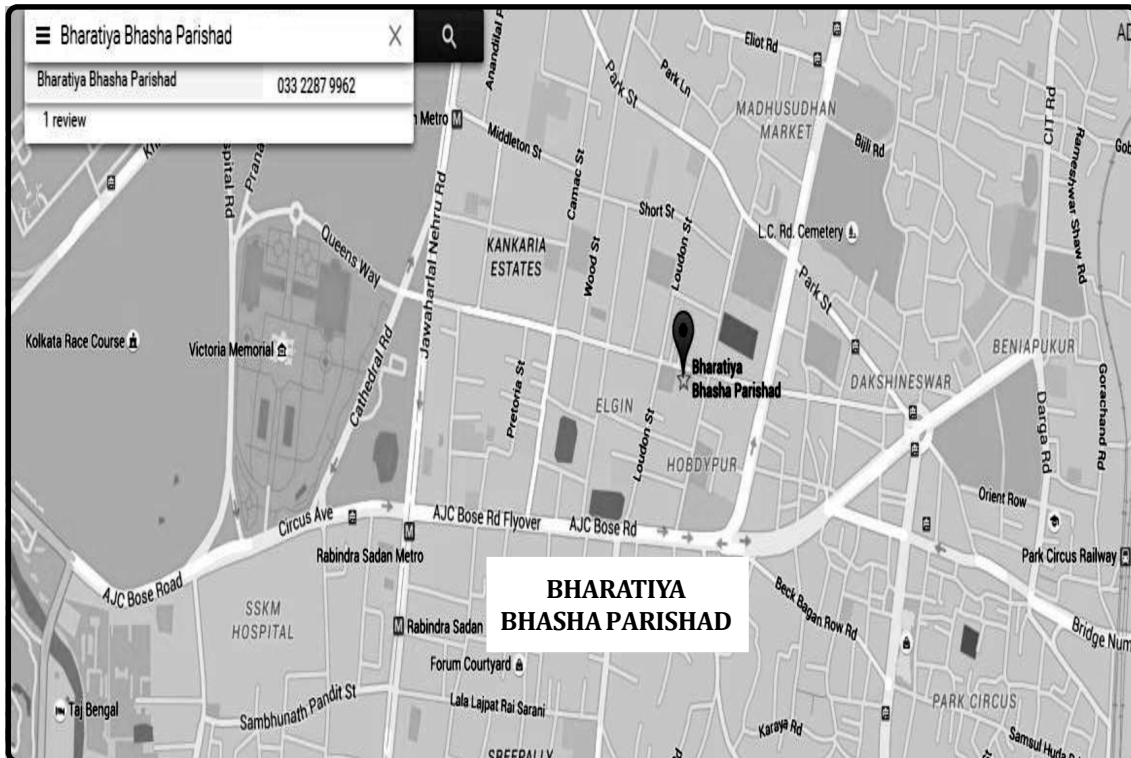 Bharatiya Bhasha Parishad
Bharatiya Bhasha Parishad 033 2287 9962
1 review
Metro
Eliot Rd
Park St
Park Ln
MADHUSUDHAN
MARKET
Bijli Rd
CIT Rd
Rameshwar Shaw Rd
Middleton St
Camac St
Jawaharlal Nehru Rd
Short St
L.C. Rd. Cemetery
KANKARIA
ESTATES
Queens Way
Wood St
Loudon St
Park St
Kolkata Race Course
Victoria Memorial
Cathedral Rd
Pretoria St
ELGIN
Bharatiya
Bhasha Parishad
DAKSHINESWAR
BENIAPUKUR
Gorachand Rd
Darga Rd
Loudon St
HOBDYPUR
Orient Row
Circus Ave
AJC Bose Rd Flyover
AJC Bose Rd
Rabindra Sadan Metro
Park Circus Railway
AJC Bose Road
BHARATIYA
BHASHA PARISHAD
SSKM
HOSPITAL
Rabindra Sadan
Beck Bagan Row Rd
Bridge Num
Forum Courtyard
Taj Bengal
Sambhunath Pandit St
Lala Lajpat Rai Sarani
PARK CIRCUS
Karaya Rd
Samsul Huda
SREEPALLY